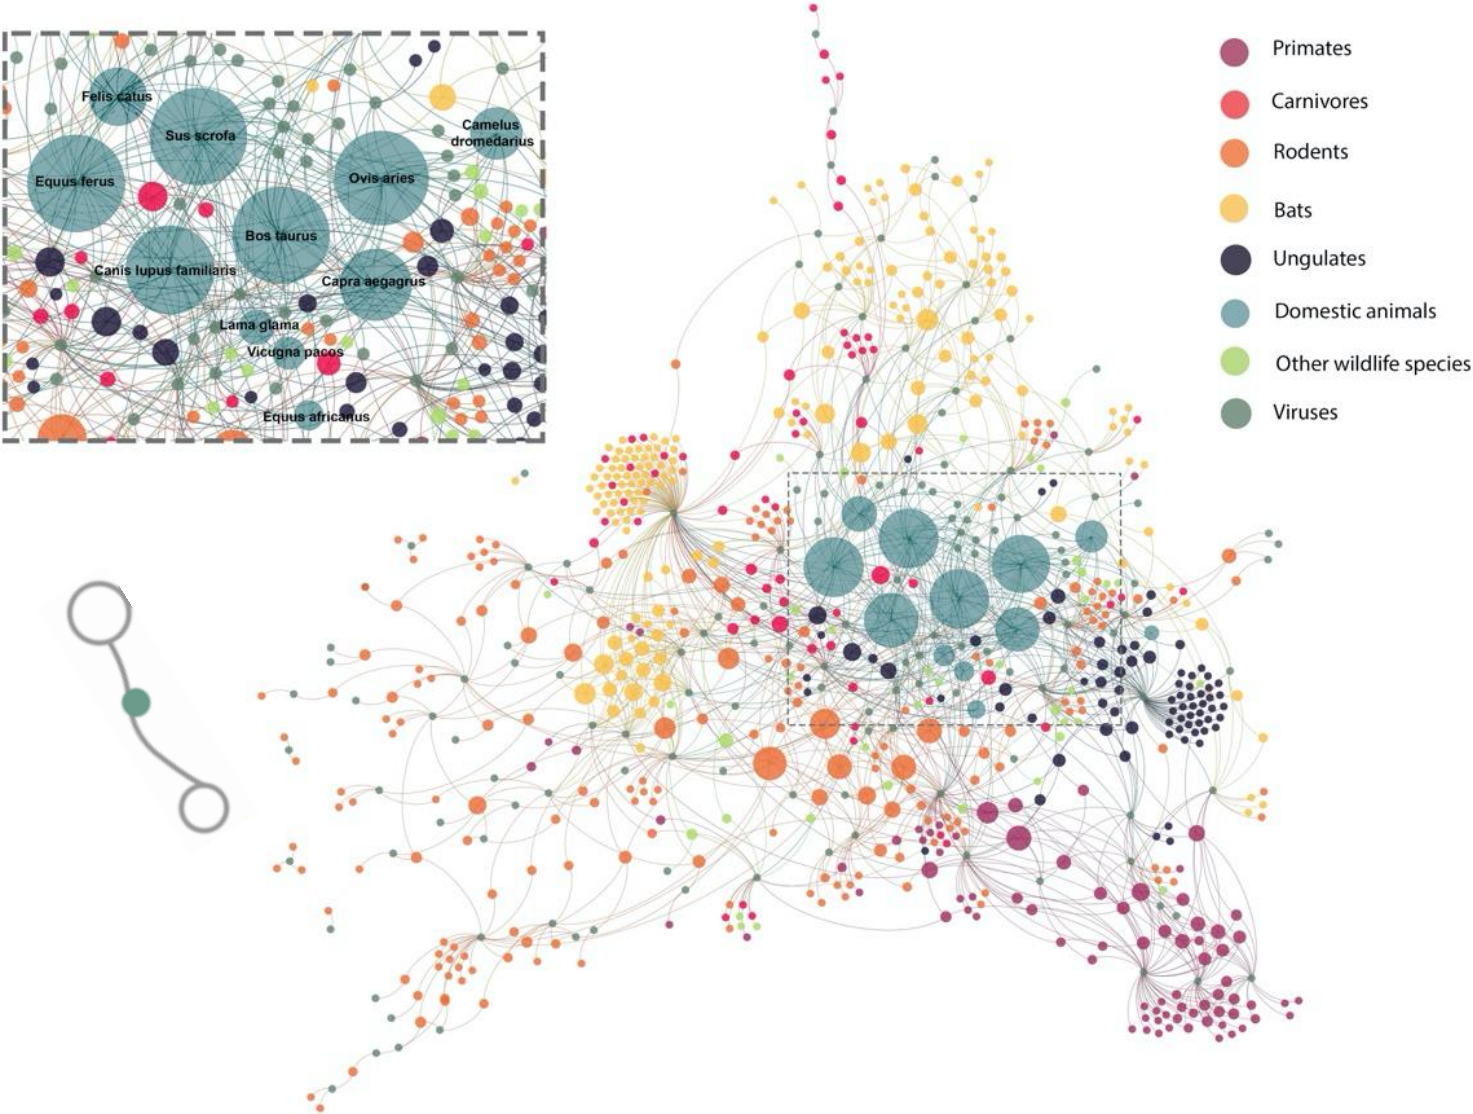 Felis catus
Sus scrofa
Camelus
dromedarius
Equus ferus
Ovis aries
Bos taurus
Canis lupus familiaris
Capra aegagrus
Lama glama
Vicugna pacos
Equus africanus
Primates
Carnivores
Rodents
Bats
Ungulates
Domestic animals
Other wildlife species
Viruses